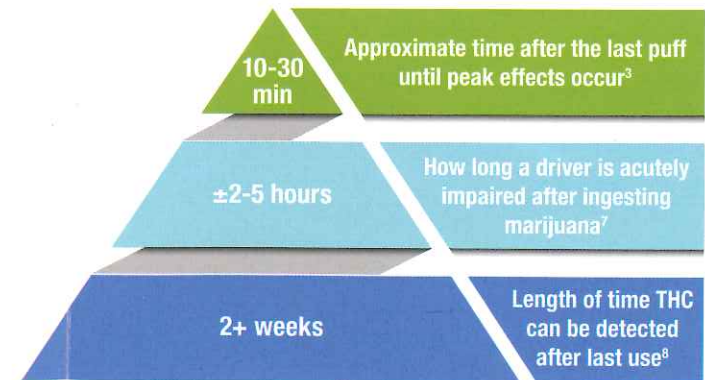 10-30
min
Approximate time after the last puff
until peak effects occur³
±2-5 hours
How long a driver is acutely
impaired after ingesting
marijuana⁷
2+ weeks
Length of time THC
can be detected
after last use⁸